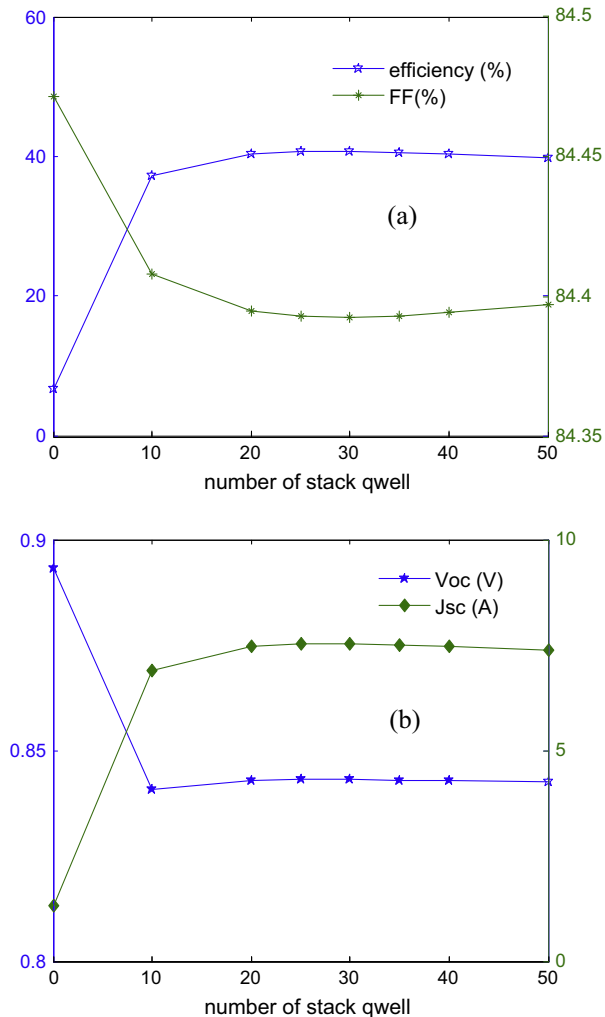 60
84.5
efficiency (%)
FF(%)
40
84.45
(a)
20
84.4
0
84.35
0 10 20 30 40 50
number of stack qwell
0.9
10
Voc (V)
Jsc (A)
(b)
0.85
5
0.8
0
0 10 20 30 40 50
number of stack qwell